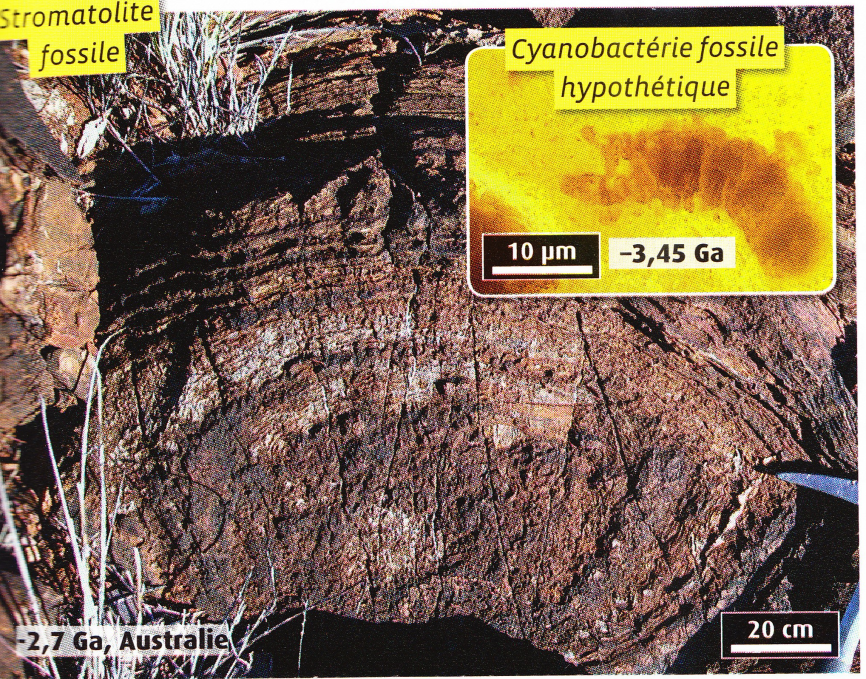 Stromatolite
fossile
Cyanobactérie fossile
hypothétique
10 µm
–3,45 Ga
-2,7 Ga, Australie
20 cm